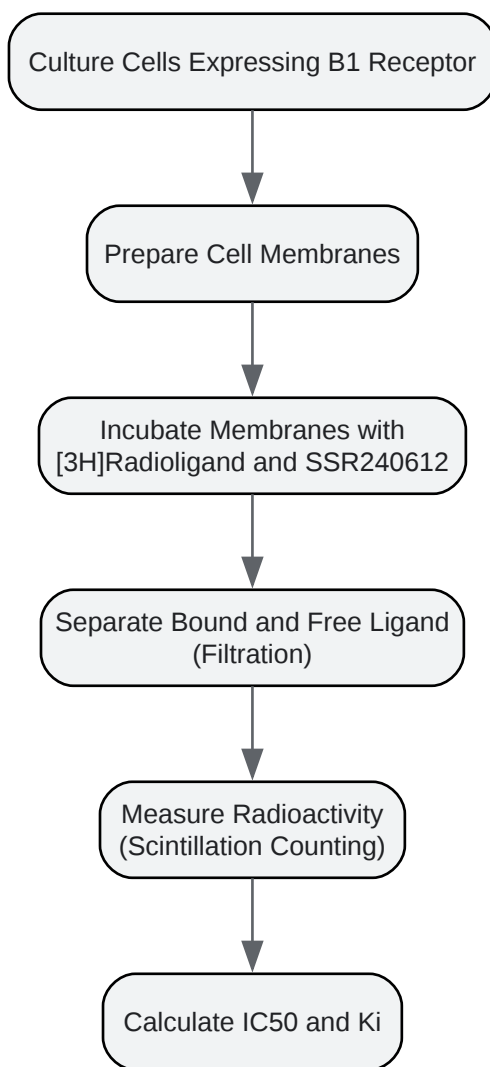 Culture Cells Expressing B1 Receptor
Prepare Cell Membranes
Incubate Membranes with
[3H]Radioligand and SSR240612
Separate Bound and Free Ligand
(Filtration)
Measure Radioactivity
(Scintillation Counting)
Calculate IC50 and Ki